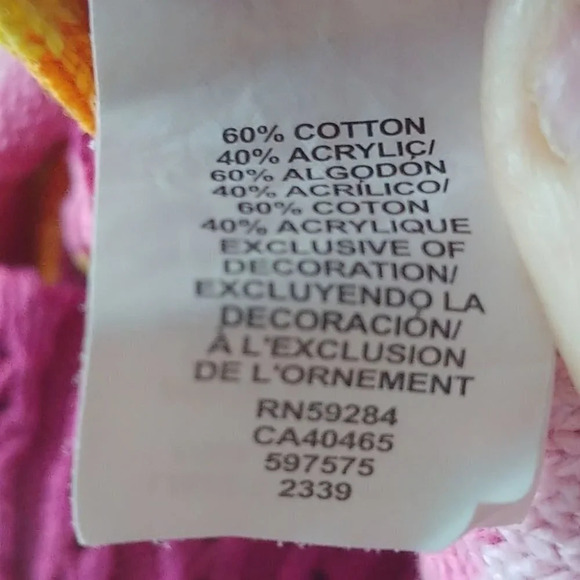 60% COTTON
40% ACRYLIC/
60% ALGODÓN
40% ACRÍLICO/
60% COTON
40% ACRYLIQUE
EXCLUSIVE OF
DECORATION/
EXCLUYENDO LA
DECORACIÓN/
À L'EXCLUSION
DE L'ORNEMENT
RN59284
CA40465
597575
2339